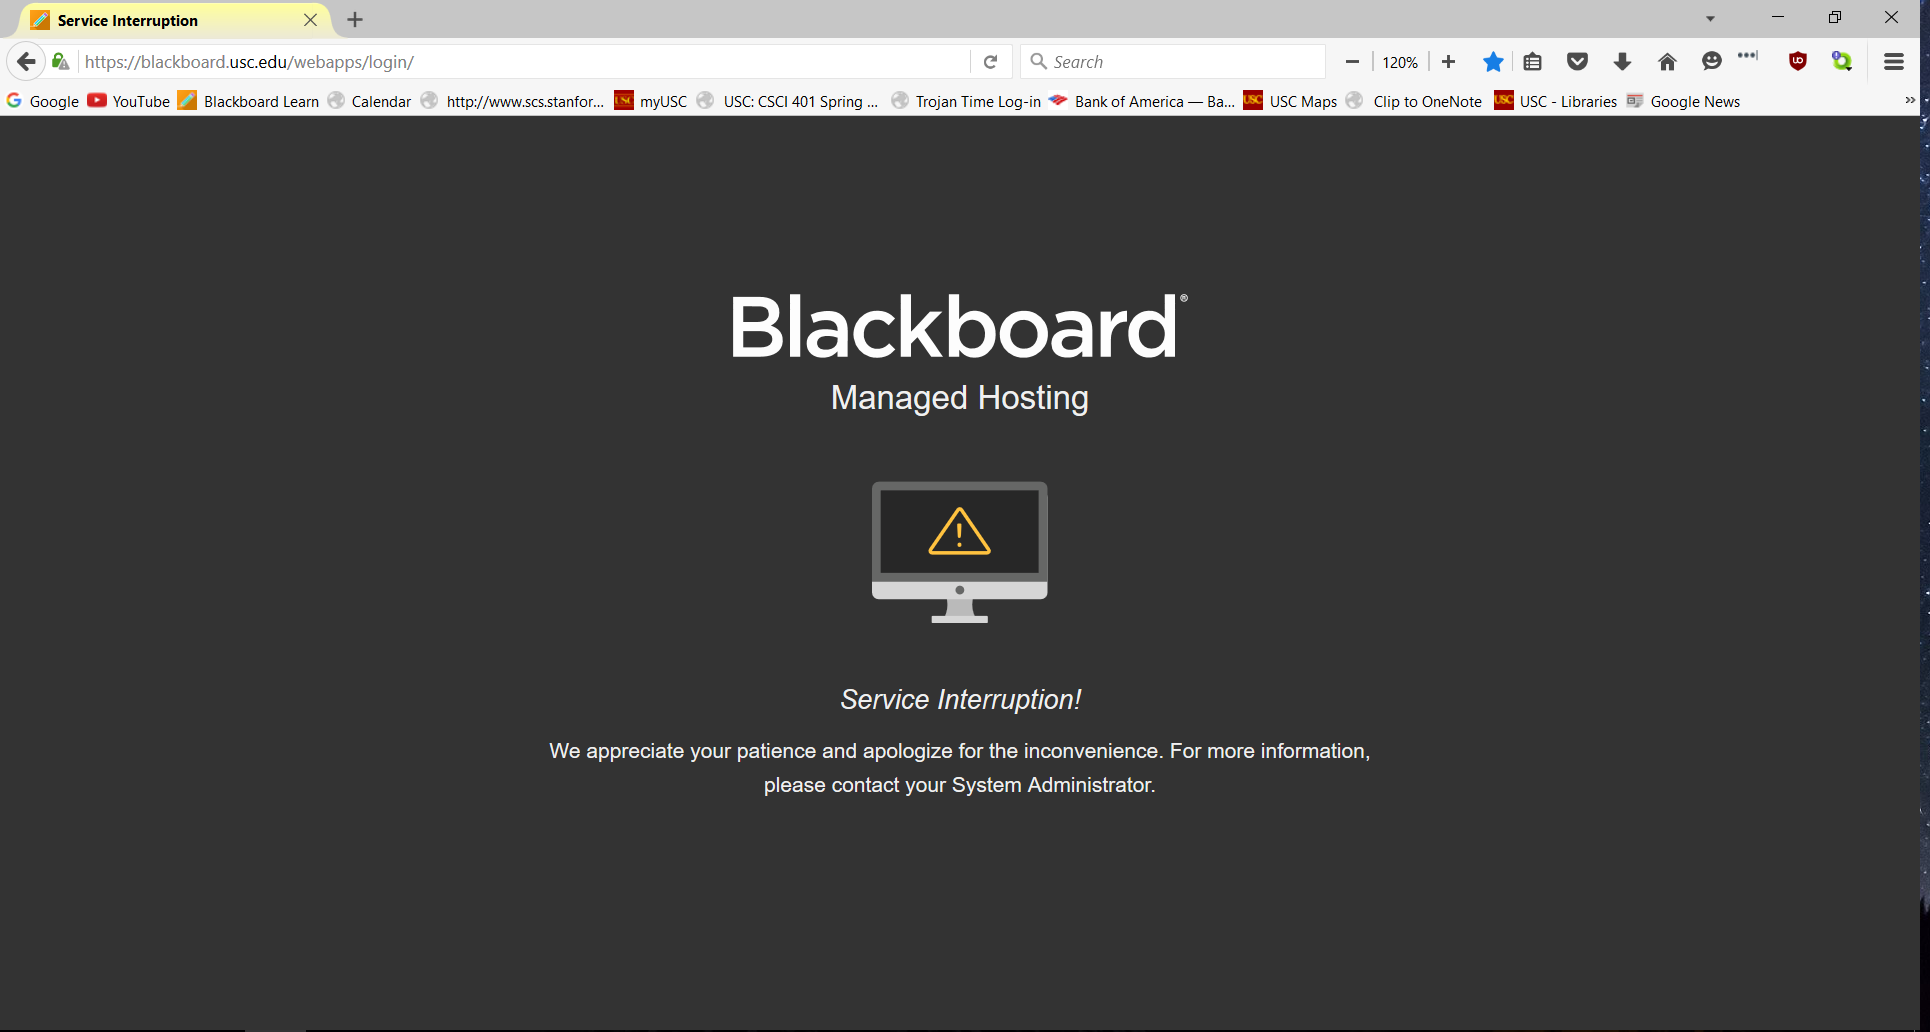 Service Interruption
https://blackboard.usc.edu/webapps/login/
Search
120%
Google YouTube Blackboard Learn Calendar http://www.scs.stanfor... myUSC USC: CSCI 401 Spring ... Trojan Time Log-in Bank of America — Ba... USC Maps Clip to OneNote USC - Libraries Google News
Blackboard®
Managed Hosting
Service Interruption!
We appreciate your patience and apologize for the inconvenience. For more information,
please contact your System Administrator.